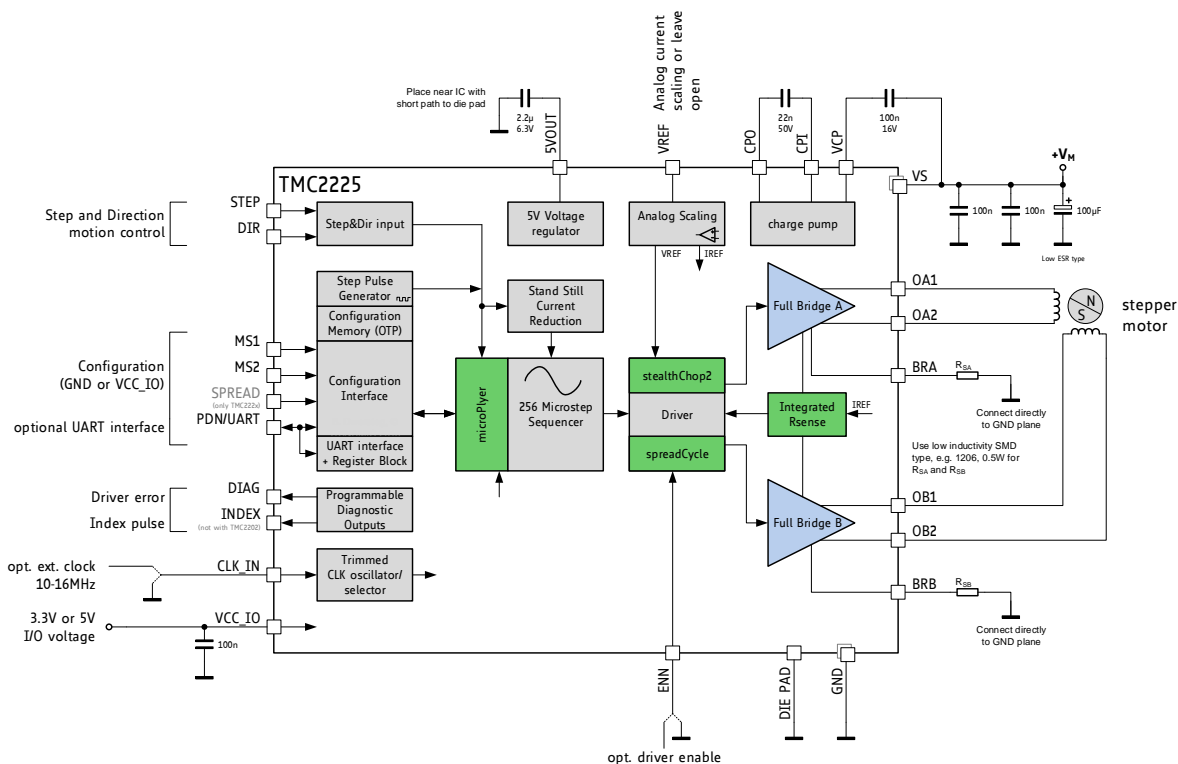 Analog current
scaling or leave
open
Place near IC with
short path to die pad
2.2µ
6.3V
5VOUT
VREF
CPO
22n
50V
CPI
VCP
100n
16V
+VM
TMC2225
VS
100n
100n
+
100µF
Low ESR type
Step and Direction
motion control
STEP
DIR
Step&Dir input
5V Voltage
regulator
Analog Scaling
VREF
IREF
charge pump
Step Pulse
Generator
Configuration
Memory (OTP)
Stand Still
Current
Reduction
Full Bridge A
OA1
OA2
N
S
stepper
motor
Configuration
(GND or VCC_IO)
optional UART interface
MS1
MS2
SPREAD
(only TMC222x)
PDN/UART
Configuration
Interface
UART interface
+ Register Block
microPlyer
256 Microstep
Sequencer
stealthChop2
Driver
spreadCycle
Integrated
Rsense
IREF
BRA
RSA
Connect directly
to GND plane
Use low inductivity SMD
type, e.g. 1206, 0.5W for
RSA and RSB
Driver error
Index pulse
DIAG
INDEX
(not with TMC2202)
Programmable
Diagnostic
Outputs
Full Bridge B
OB1
OB2
opt. ext. clock
10-16MHz
CLK_IN
Trimmed
CLK oscillator/
selector
BRB
RSB
Connect directly
to GND plane
3.3V or 5V
I/O voltage
VCC_IO
100n
ENN
DIE PAD
GND
opt. driver enable